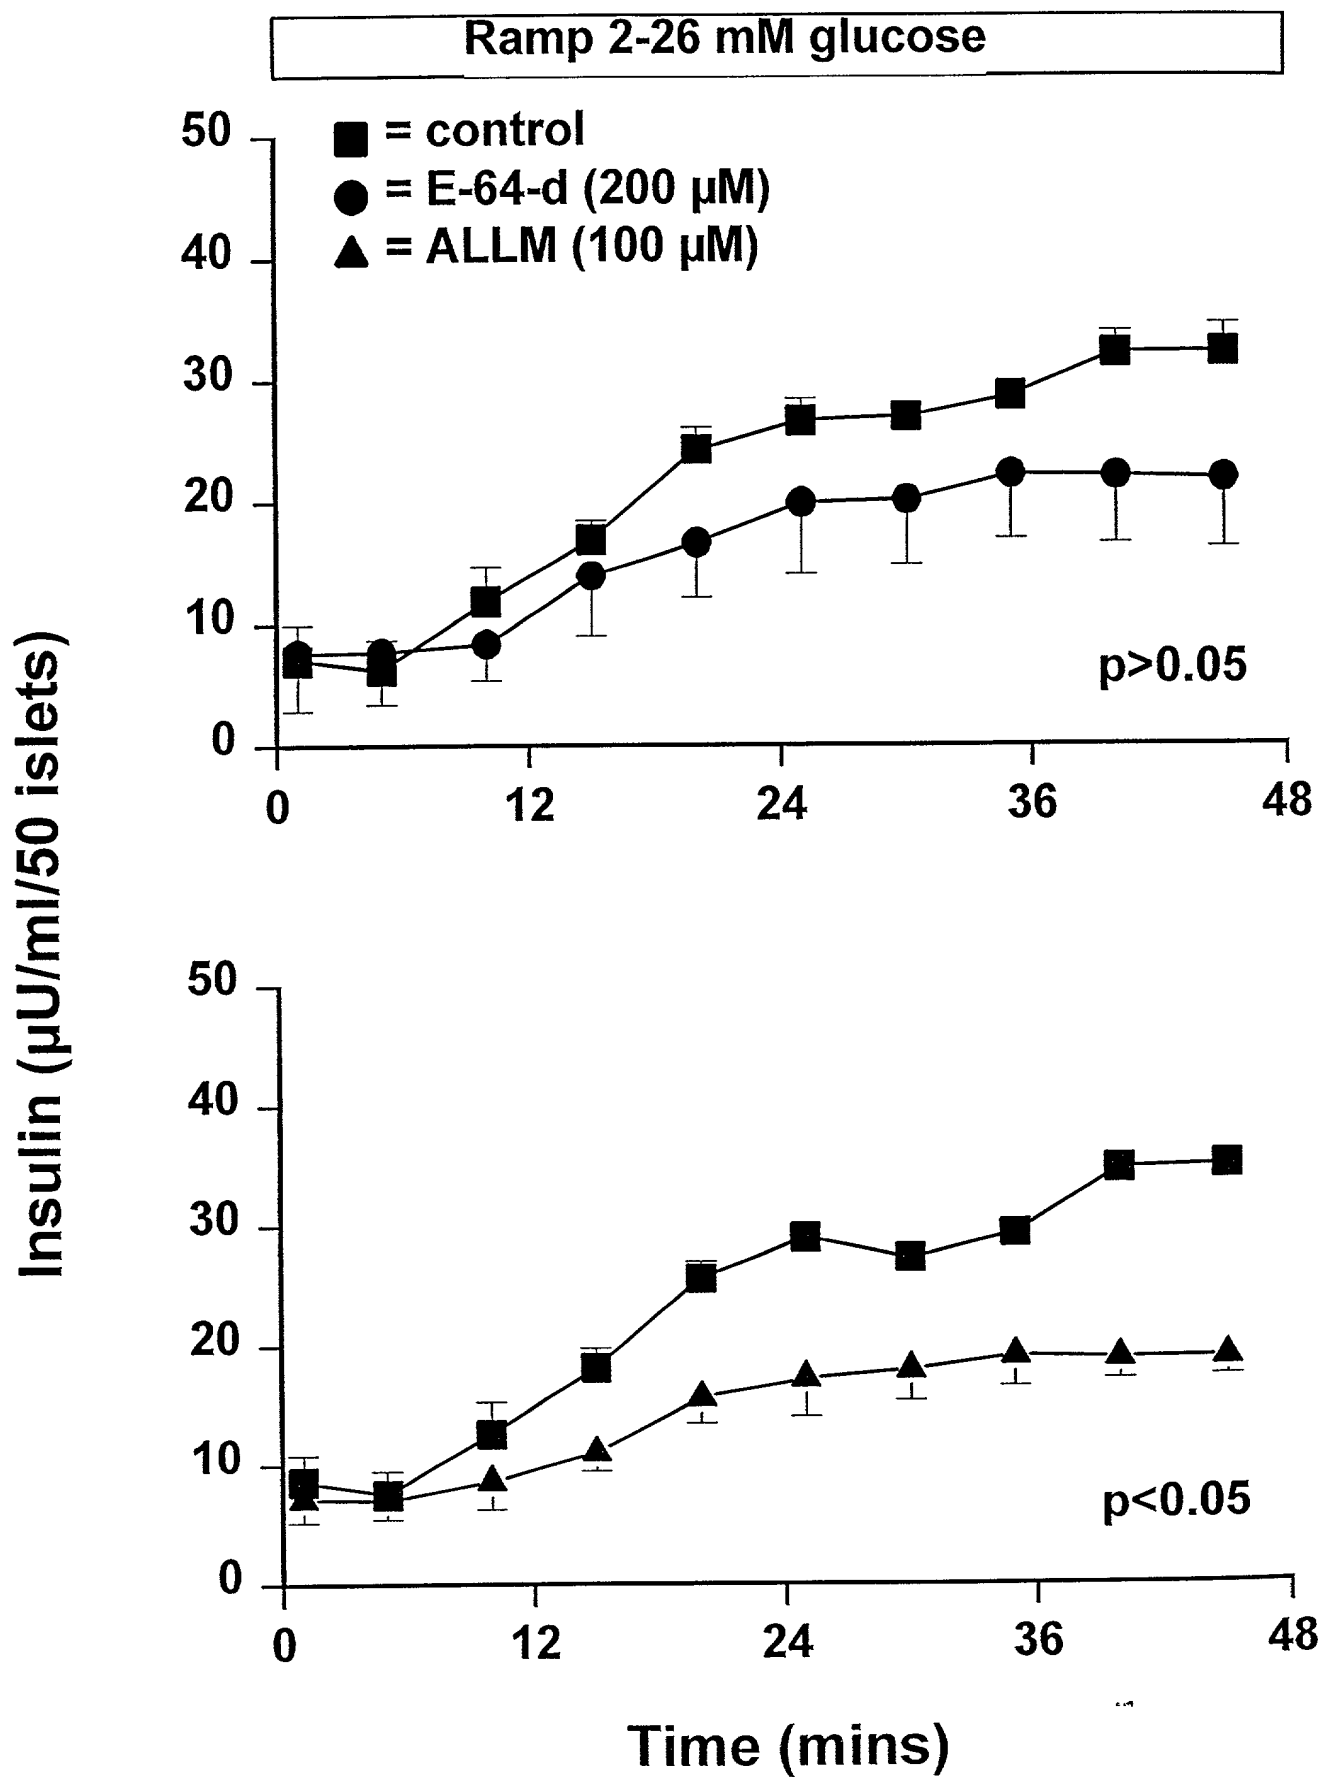 Ramp 2-26 mM glucose
= control
= E-64-d (200 µM)
= ALLM (100 µM)
50
40
30
20
10
0
p>0.05
0 12 24 36 48
Insulin (µU/ml/50 islets)
50
40
30
20
10
0
p<0.05
0 12 24 36 48
Time (mins)